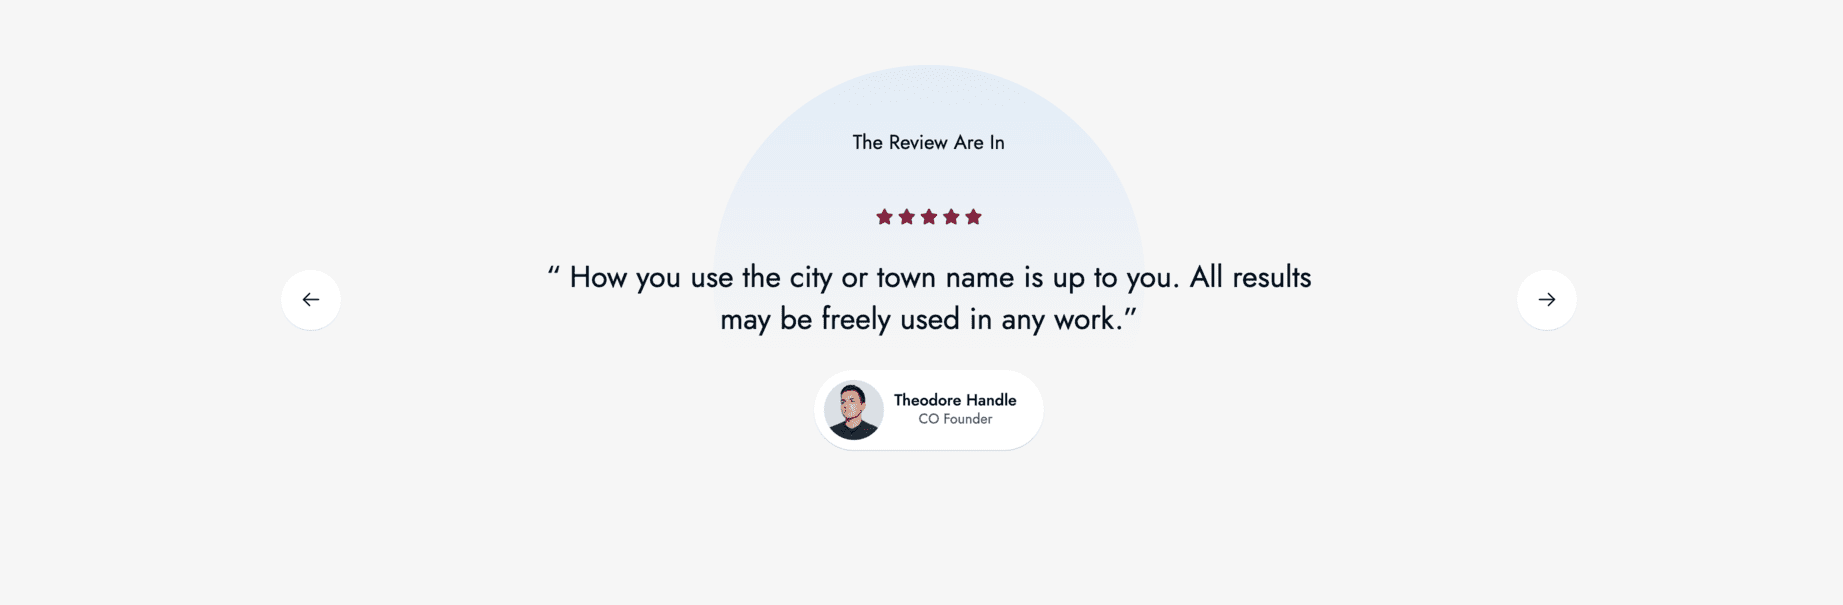 The Review Are In
“ How you use the city or town name is up to you. All results
may be freely used in any work.”
Theodore Handle
CO Founder